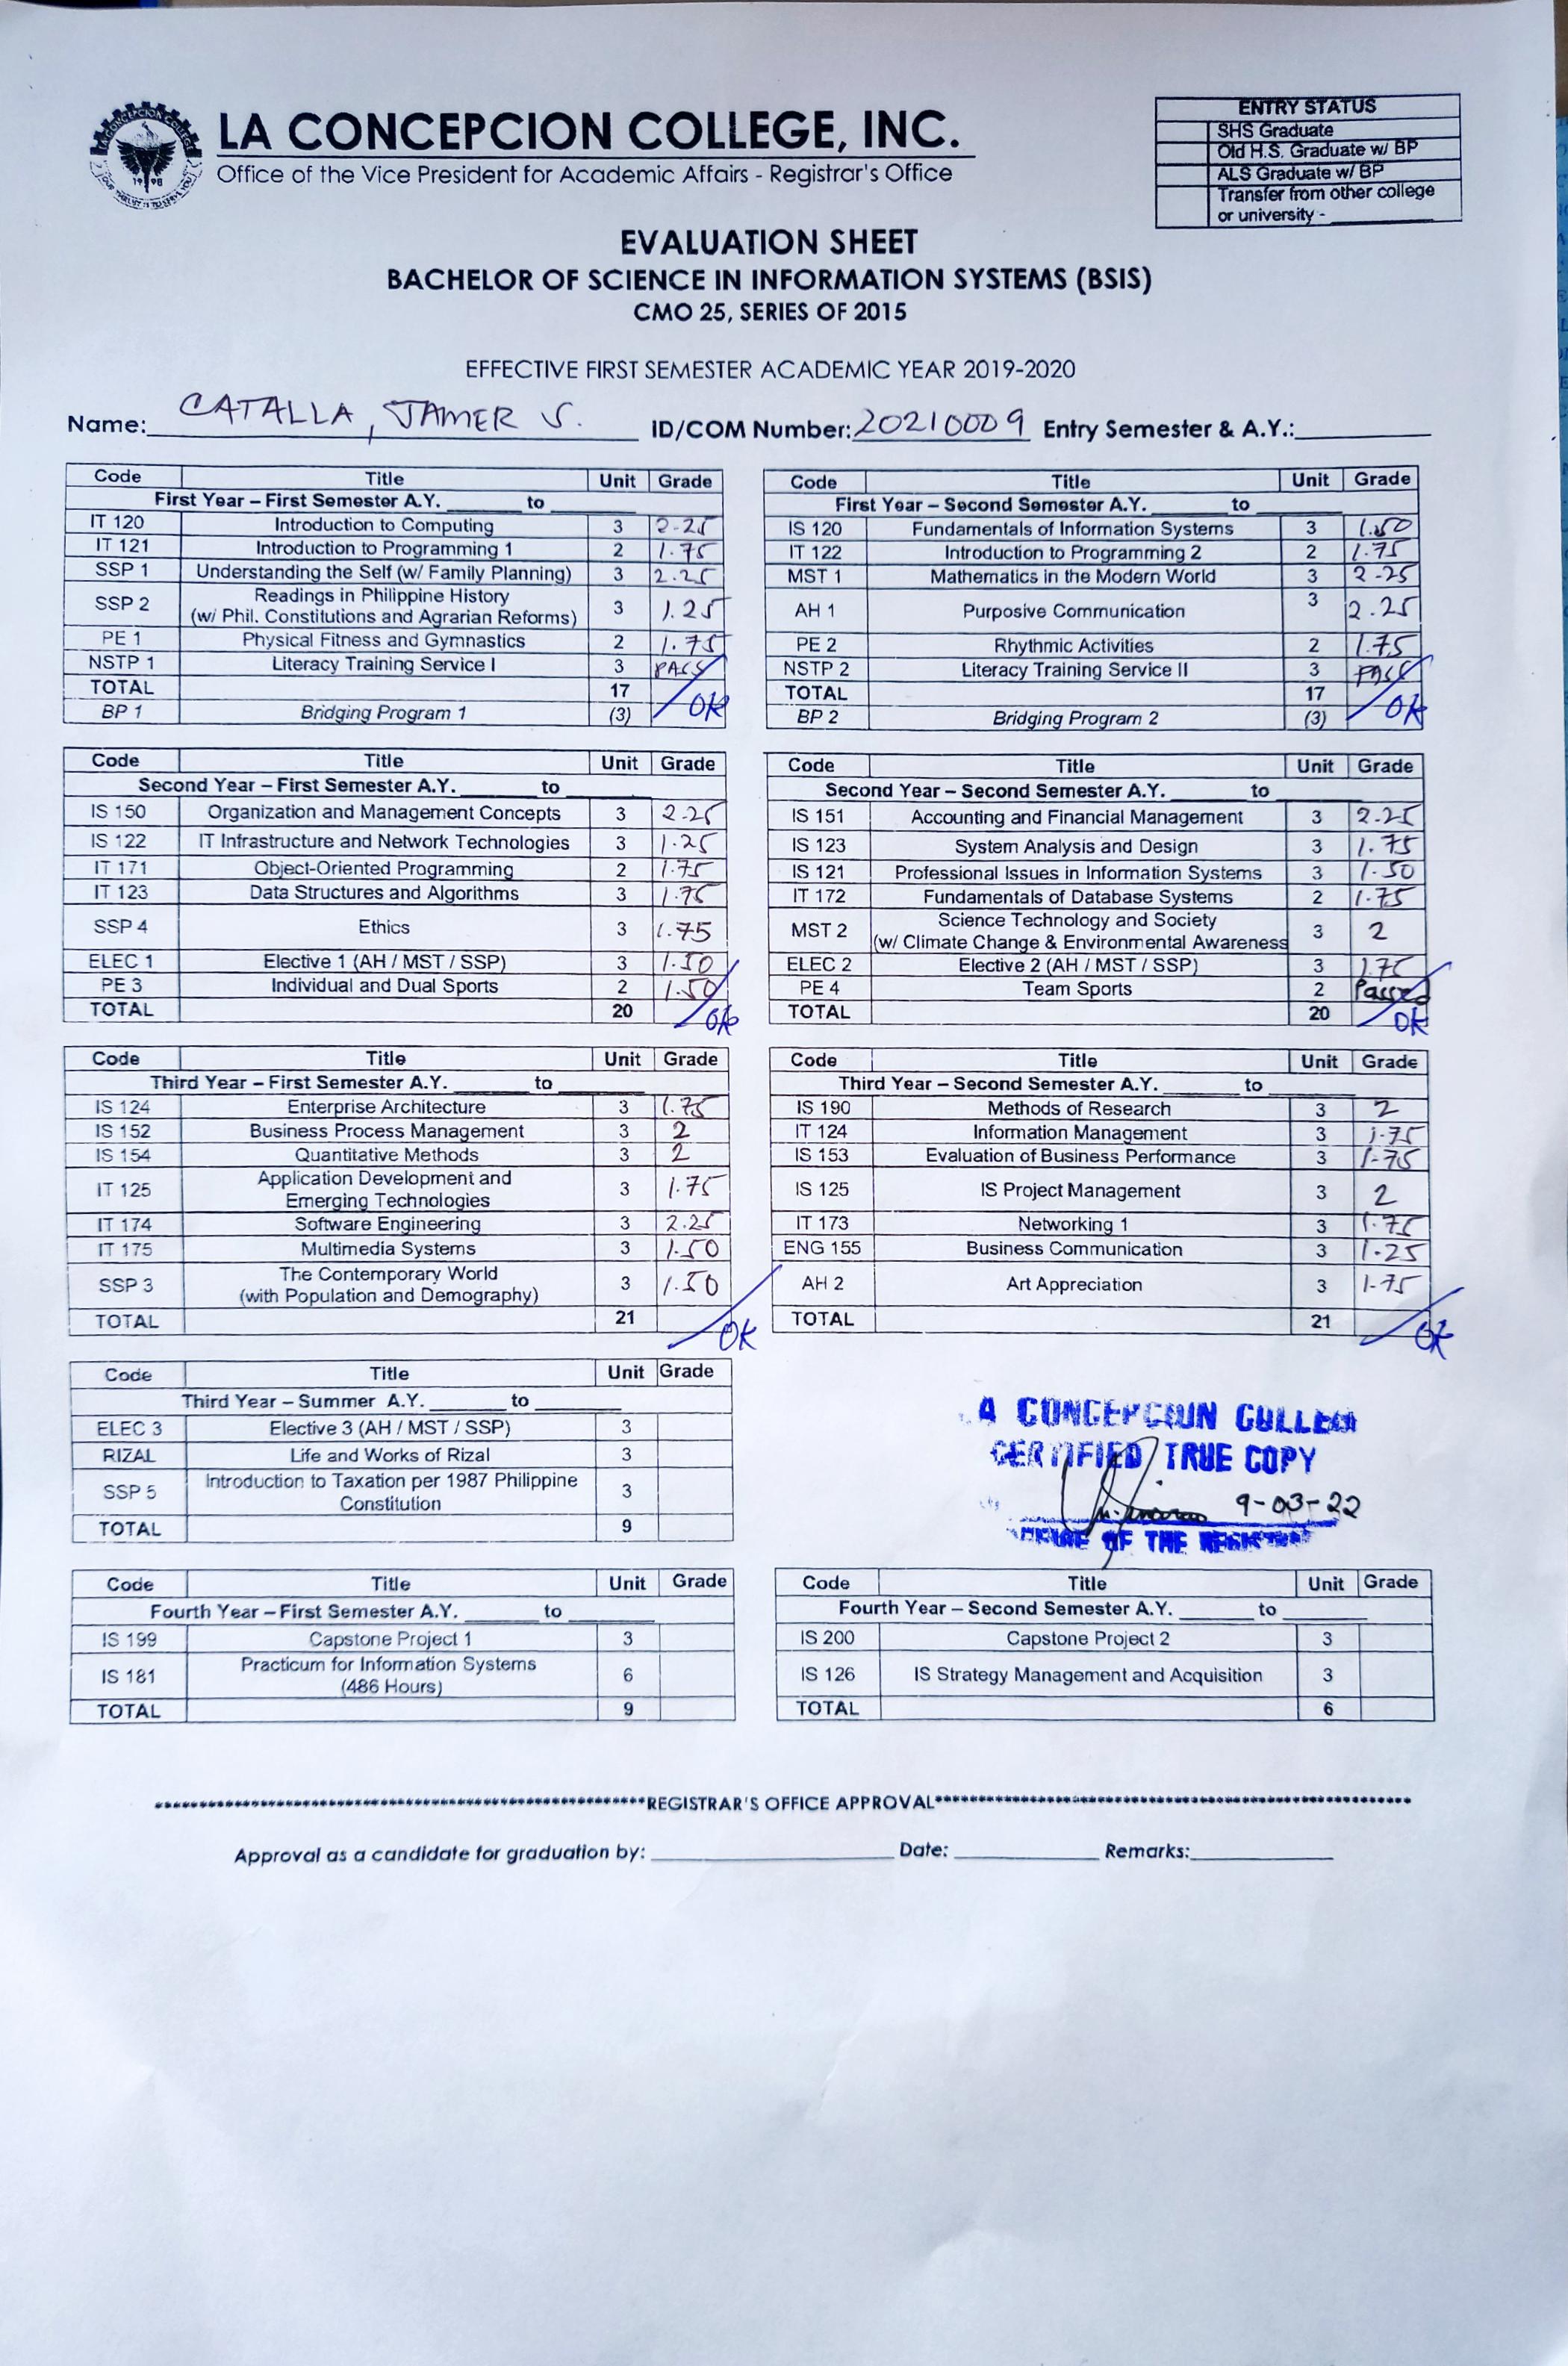 LA CONCEPCION COLLEGE, INC.
Office of the Vice President for Academic Affairs - Registrar's Office
ENTRY STATUS
SHS Graduate
Old H.S. Graduate w/ BP
ALS Graduate w/ BP
Transfer from other college
or university - ____________
EVALUATION SHEET
BACHELOR OF SCIENCE IN INFORMATION SYSTEMS (BSIS)
CMO 25, SERIES OF 2015
EFFECTIVE FIRST SEMESTER ACADEMIC YEAR 2019-2020
Name: CATALLA, JAMER V. ID/COM Number: 20210009 Entry Semester & A.Y.:
Code Title Unit Grade
First Year – First Semester A.Y. to
IT 120 Introduction to Computing 3 2.25
IT 121 Introduction to Programming 1 2 1.75
SSP 1 Understanding the Self (w/ Family Planning) 3 2.25
SSP 2 Readings in Philippine History
(w/ Phil. Constitutions and Agrarian Reforms) 3 1.25
PE 1 Physical Fitness and Gymnastics 2 1.75
NSTP 1 Literacy Training Service I 3 PASS
TOTAL 17
BP 1 Bridging Program 1 (3) OK
Code Title Unit Grade
First Year – Second Semester A.Y. to
IS 120 Fundamentals of Information Systems 3 1.50
IT 122 Introduction to Programming 2 2 1.75
MST 1 Mathematics in the Modern World 3 2.25
AH 1 Purposive Communication 3 2.25
PE 2 Rhythmic Activities 2 1.75
NSTP 2 Literacy Training Service II 3 PASS
TOTAL 17
BP 2 Bridging Program 2 (3) OK
Code Title Unit Grade
Second Year – First Semester A.Y. to
IS 150 Organization and Management Concepts 3 2.25
IS 122 IT Infrastructure and Network Technologies 3 1.25
IT 171 Object-Oriented Programming 2 1.75
IT 123 Data Structures and Algorithms 3 1.75
SSP 4 Ethics 3 1.75
ELEC 1 Elective 1 (AH / MST / SSP) 3 1.50
PE 3 Individual and Dual Sports 2 1.50
TOTAL 20 OK
Code Title Unit Grade
Second Year – Second Semester A.Y. to
IS 151 Accounting and Financial Management 3 2.25
IS 123 System Analysis and Design 3 1.75
IS 121 Professional Issues in Information Systems 3 1.50
IT 172 Fundamentals of Database Systems 2 1.75
MST 2 Science Technology and Society
(w/ Climate Change & Environmental Awareness 3 2
ELEC 2 Elective 2 (AH / MST / SSP) 3 1.75
PE 4 Team Sports 2 Passed
TOTAL 20 OK
Code Title Unit Grade
Third Year – First Semester A.Y. to
IS 124 Enterprise Architecture 3 1.75
IS 152 Business Process Management 3 2
IS 154 Quantitative Methods 3 2
IT 125 Application Development and
Emerging Technologies 3 1.75
IT 174 Software Engineering 3 2.25
IT 175 Multimedia Systems 3 1.50
SSP 3 The Contemporary World
(with Population and Demography) 3 1.50
TOTAL 21 OK
Code Title Unit Grade
Third Year – Second Semester A.Y. to
IS 190 Methods of Research 3 2
IT 124 Information Management 3 1.75
IS 153 Evaluation of Business Performance 3 1.75
IS 125 IS Project Management 3 2
IT 173 Networking 1 3 1.75
ENG 155 Business Communication 3 1.25
AH 2 Art Appreciation 3 1.75
TOTAL 21 OK
Code Title Unit Grade
Third Year – Summer A.Y. to
ELEC 3 Elective 3 (AH / MST / SSP) 3
RIZAL Life and Works of Rizal 3
SSP 5 Introduction to Taxation per 1987 Philippine
Constitution 3
TOTAL 9
A CONCEPCION COLLEGE
CERTIFIED TRUE COPY
9-03-22
OF THE REGISTRAR
Code Title Unit Grade
Fourth Year – First Semester A.Y. to
IS 199 Capstone Project 1 3
IS 181 Practicum for Information Systems
(486 Hours) 6
TOTAL 9
Code Title Unit Grade
Fourth Year – Second Semester A.Y. to
IS 200 Capstone Project 2 3
IS 126 IS Strategy Management and Acquisition 3
TOTAL 6
REGISTRAR'S OFFICE APPROVAL
Approval as a candidate for graduation by: Date: Remarks: